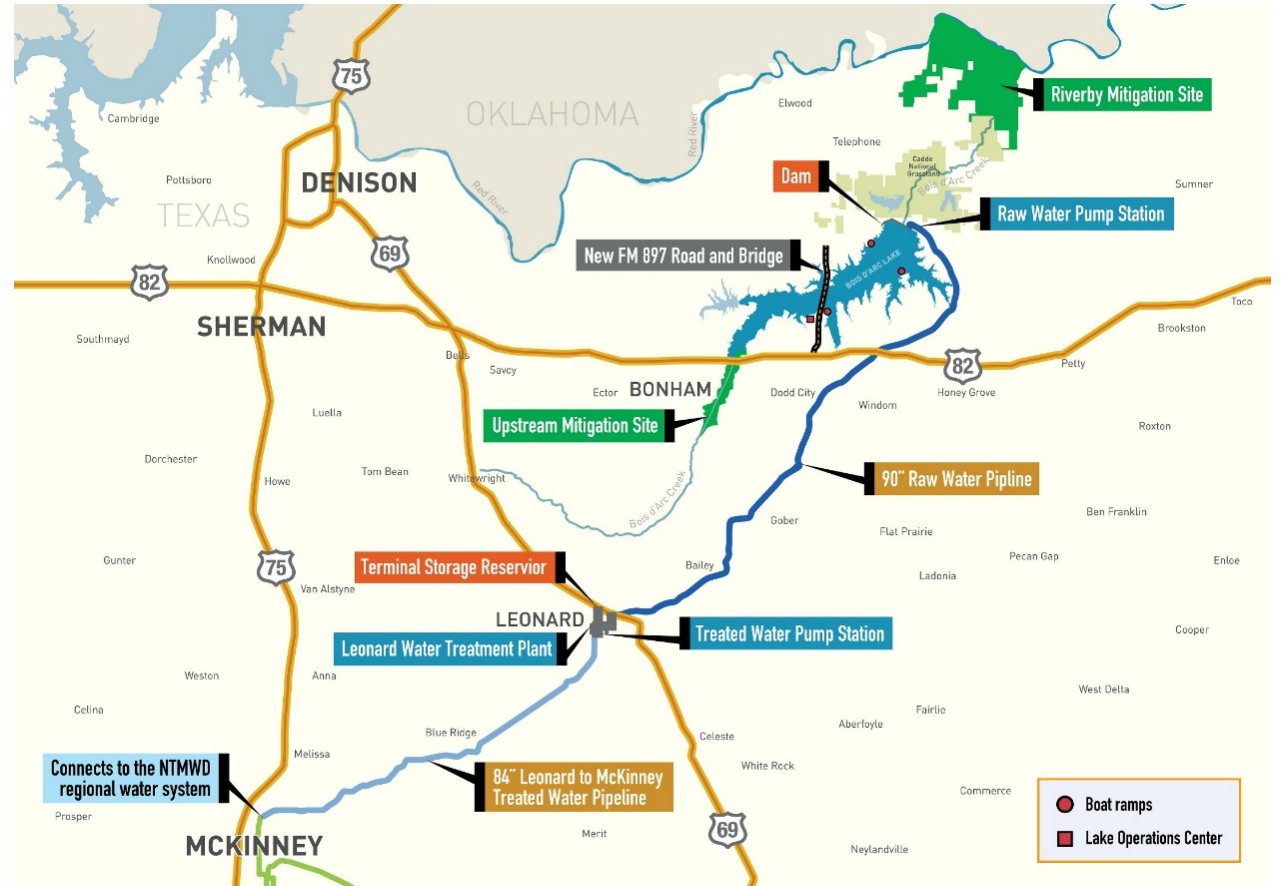 75
OKLAHOMA
Elwood
Riverby Mitigation Site
Cambridge
Telephone
Red River
Caddo
National
Grassland
Bois d'Arc Creek
Pottsboro
DENISON
Dam
Sumner
TEXAS
Red River
Raw Water Pump Station
Knollwood
69
New FM 897 Road and Bridge
BOIS D'ARC LAKE
82
Toco
SHERMAN
Brookston
Southmayd
Bells
Savoy
82
Petty
Ector
BONHAM
Dodd City
Honey Grove
Windom
Luella
Upstream Mitigation Site
Roxton
Dorchester
Tom Bean
Whitewright
Howe
90" Raw Water Pipline
Bois d'Arc Creek
Ben Franklin
Gober
Flat Prairie
Pecan Gap
Gunter
75
Terminal Storage Reservior
Bailey
Enloe
Van Alstyne
Ladonia
LEONARD
Treated Water Pump Station
Cooper
Leonard Water Treatment Plant
Weston
Anna
West Delta
Celina
Fairlie
Blue Ridge
Aberfoyle
Celeste
Melissa
White Rock
Connects to the NTMWD
regional water system
84" Leonard to McKinney
Treated Water Pipeline
Commerce
Prosper
Boat ramps
Merit
69
MCKINNEY
Neylandville
Lake Operations Center